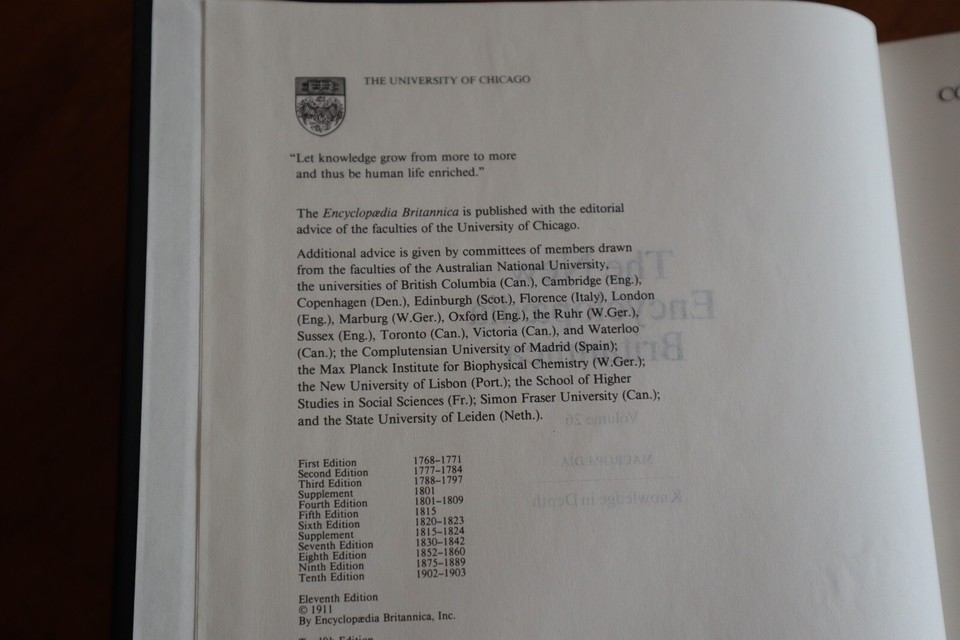 THE UNIVERSITY OF CHICAGO
“Let knowledge grow from more to more
and thus be human life enriched.”
The Encyclopædia Britannica is published with the editorial
advice of the faculties of the University of Chicago.
Additional advice is given by committees of members drawn
from the faculties of the Australian National University,
the universities of British Columbia (Can.), Cambridge (Eng.),
Copenhagen (Den.), Edinburgh (Scot.), Florence (Italy), London
(Eng.), Marburg (W.Ger.), Oxford (Eng.), the Ruhr (W.Ger.),
Sussex (Eng.), Toronto (Can.), Victoria (Can.), and Waterloo
(Can.); the Complutensian University of Madrid (Spain);
the Max Planck Institute for Biophysical Chemistry (W.Ger.);
the New University of Lisbon (Port.); the School of Higher
Studies in Social Sciences (Fr.); Simon Fraser University (Can.);
and the State University of Leiden (Neth.).
First Edition 1768–1771
Second Edition 1777–1784
Third Edition 1788–1797
Supplement 1801
Fourth Edition 1801–1809
Fifth Edition 1815
Sixth Edition 1820–1823
Supplement 1815–1824
Seventh Edition 1830–1842
Eighth Edition 1852–1860
Ninth Edition 1875–1889
Tenth Edition 1902–1903
Eleventh Edition
© 1911
By Encyclopædia Britannica, Inc.